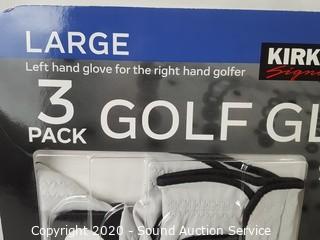 LARGE
Left hand glove for the right hand golfer
KIRK
Signa
3
PACK
GOLF GL
Copyright 2020 - Sound Auction Service